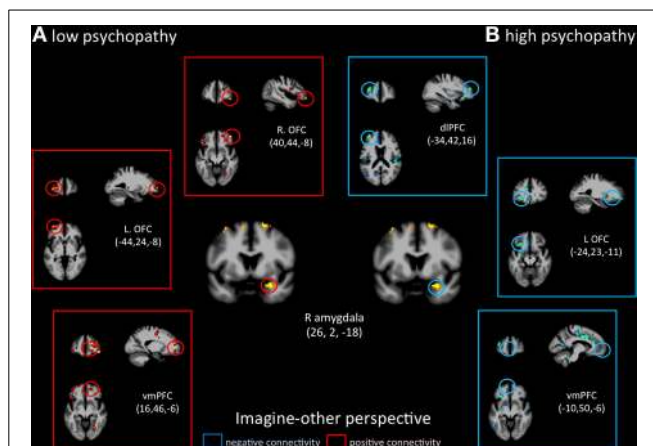 A low psychopathy
B high psychopathy
R. OFC
(40,44,-8)
dlPFC
(-34,42,16)
L. OFC
(-44,24,-8)
L OFC
(-24,23,-11)
R amygdala
(26, 2, -18)
vmPFC
(16,46,-6)
vmPFC
(-10,50,-6)
Imagine-other perspective
negative connectivity
positive connectivity